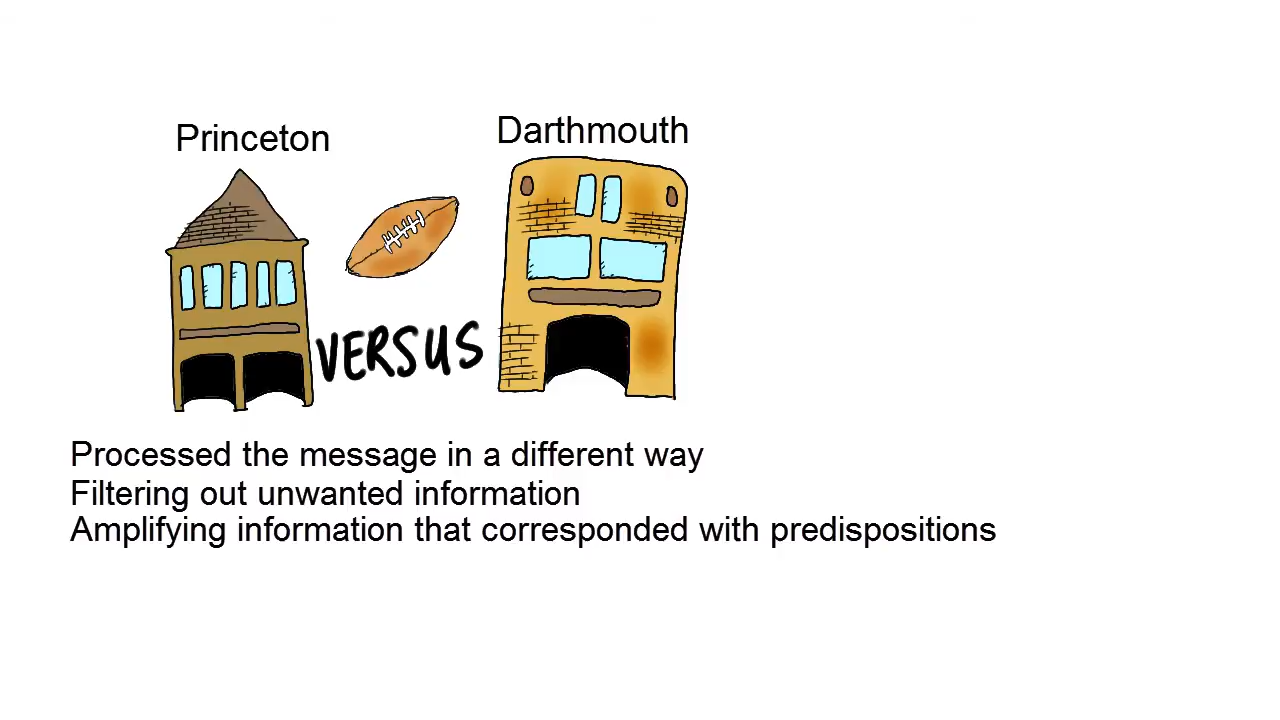 Princeton
Darthmouth
VERSUS
Processed the message in a different way
Filtering out unwanted information
Amplifying information that corresponded with predispositions